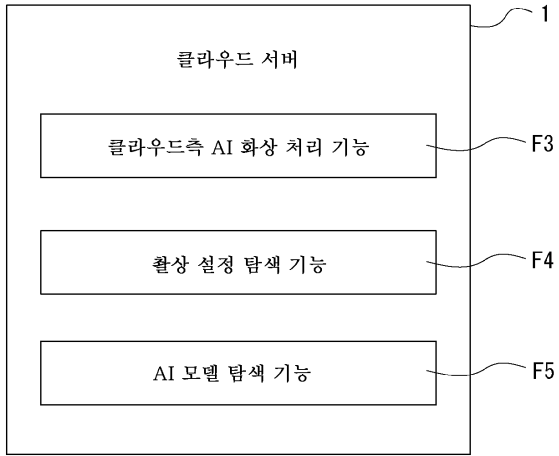 1
클라우드 서버
클라우드측 AI 화상 처리 기능
F3
촬상 설정 탐색 기능
F4
AI 모델 탐색 기능
F5